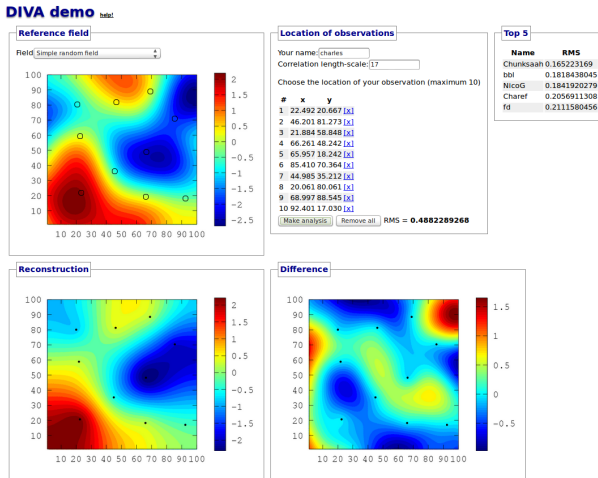 DIVA demo help!
Reference field
Field Simple random field
100
90
80
70
60
50
40
30
20
10
10 20 30 40 50 60 70 80 90 100
2
1.5
1
0.5
0
-0.5
-1
-1.5
-2
-2.5
Location of observations
Your name: charles
Correlation length-scale: 17
Choose the location of your observation (maximum 10)
# x y
1 22.492 20.667 [x]
2 46.201 81.273 [x]
3 21.884 58.848 [x]
4 66.261 48.242 [x]
5 65.957 18.242 [x]
6 85.410 70.364 [x]
7 44.985 35.212 [x]
8 20.061 80.061 [x]
9 68.997 88.545 [x]
10 92.401 17.030 [x]
Make analysis Remove all RMS = 0.4882289268
Top 5
Name RMS
Chunksaah 0.165223169
bbl 0.1818438045
NicoG 0.1841920279
Charef 0.2056911308
fd 0.2111580456
Reconstruction
100
90
80
70
60
50
40
30
20
10
10 20 30 40 50 60 70 80 90 100
2
1.5
1
0.5
0
-0.5
-1
-1.5
-2
Difference
100
90
80
70
60
50
40
30
20
10
10 20 30 40 50 60 70 80 90 100
1.5
1
0.5
0
-0.5